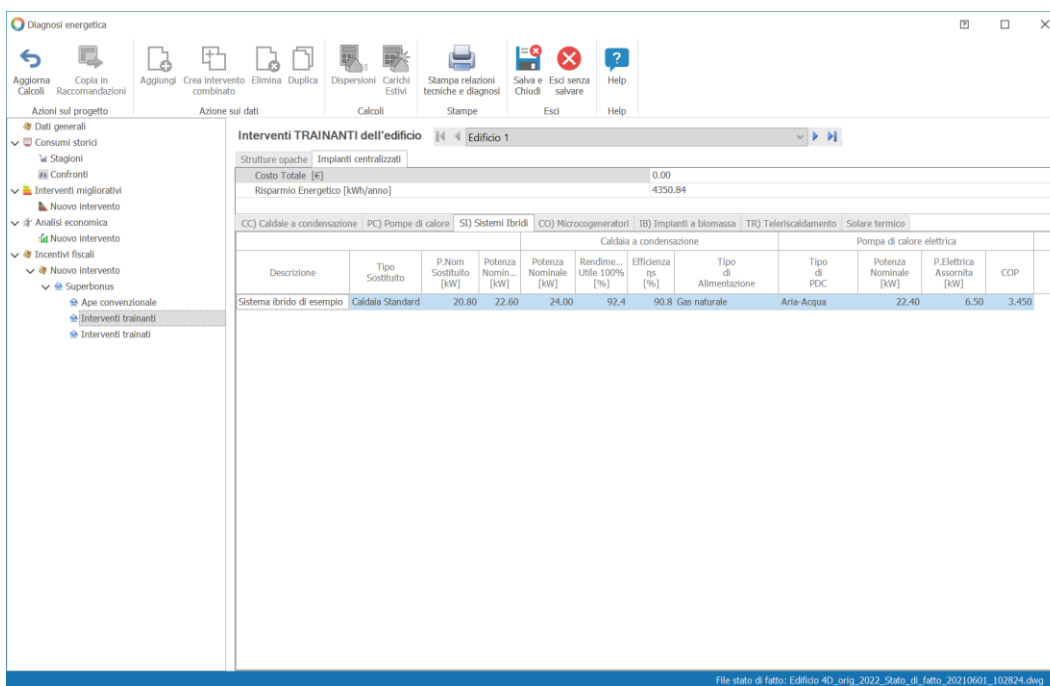 Diagnosi energetica
Aggiorna Calcoli
Copia in Raccomandazioni
Aggiungi
Crea intervento combinato
Elimina
Duplica
Dispersioni
Carichi Estivi
Stampa relazioni tecniche e diagnosi
Salva e Chiudi
Esci senza salvare
Help
Azioni sul progetto
Azione sui dati
Calcoli
Stampe
Esci
Help
Dati generali
Consumi storici
Stagioni
Confronti
Interventi migliorativi
Nuovo intervento
Analisi economica
Nuovo intervento
Incentivi fiscali
Nuovo intervento
Superbonus
Ape convenzionale
Interventi trainanti
Interventi trainati
Interventi TRAINANTI dell'edificio
Edificio 1
Strutture opache
Impianti centralizzati
Costo Totale [€] 0.00
Risparmio Energetico [kWh/anno] 4350.84
CC) Caldaie a condensazione
PC) Pompe di calore
SI) Sistemi Ibridi
CO) Microcogeneratori
IB) Impianti a biomassa
TR) Teleriscaldamento
Solare termico
Caldaia a condensazione
Pompa di calore elettrica
Descrizione
Tipo Sostituito
P.Nom Sostituito [kW]
Potenza Nomin... [kW]
Potenza Nominale [kW]
Rendime... Utile 100% [%]
Efficienza ηs [%]
Tipo di Alimentazione
Tipo di PDC
Potenza Nominale [kW]
P.Elettrica Assornita [kW]
COP
Sistema ibrido di esempio Caldaia Standard 20.80 22.60 24.00 92.4 90.8 Gas naturale Aria-Acqua 22.40 6.50 3.450
File stato di fatto: Edificio 4D_orig_2022_Stato_di_fatto_20210601_102824.dwg